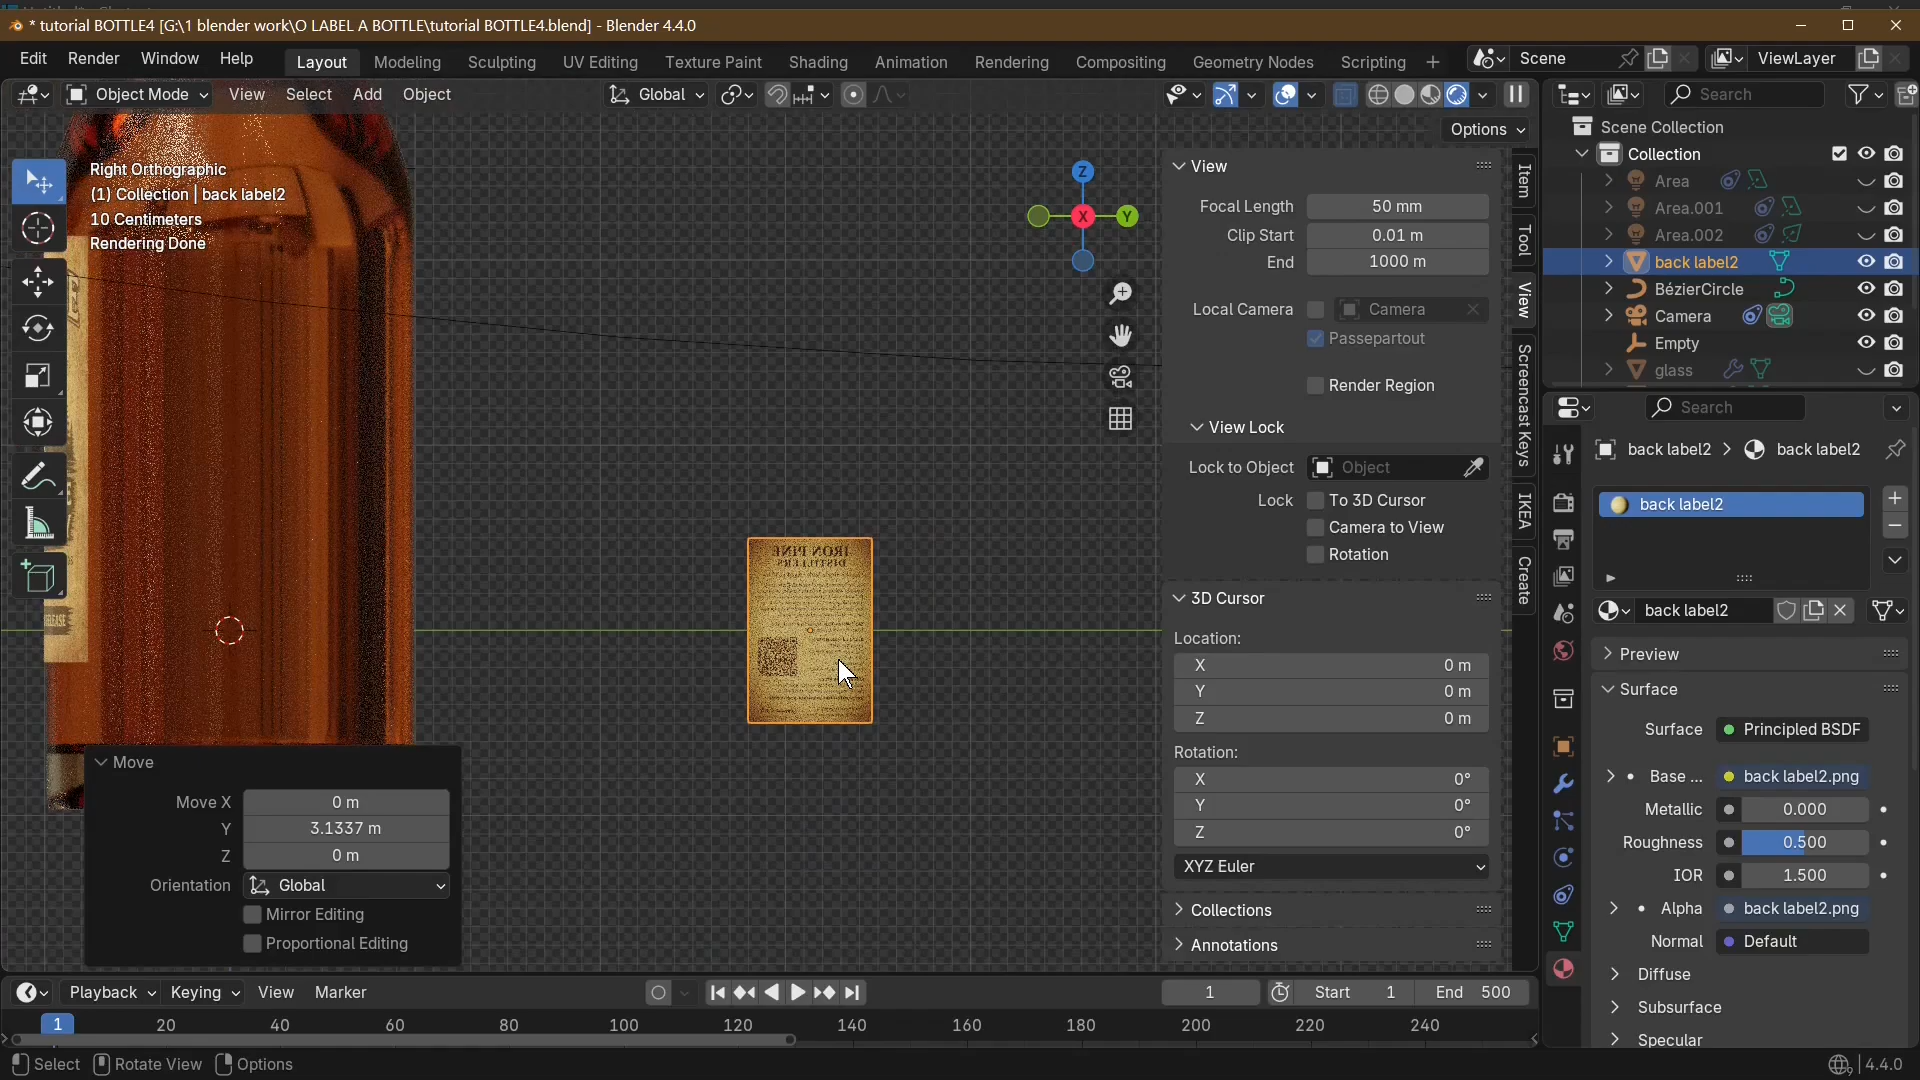 * tutorial BOTTLE4 [G:\1 blender work\O LABEL A BOTTLE\tutorial BOTTLE4.blend] - Blender 4.4.0
Edit Render Window Help Layout Modeling Sculpting UV Editing Texture Paint Shading Animation Rendering Compositing Geometry Nodes Scripting + Scene ViewLayer
Object Mode View Select Add Object Global Search
Options
Right Orthographic
(1) Collection | back label2
10 Centimeters
Rendering Done
Z
X
Y
View
Focal Length 50 mm
Clip Start 0.01 m
End 1000 m
Local Camera Camera
Passepartout
Render Region
View Lock
Lock to Object Object
Lock To 3D Cursor
Camera to View
Rotation
3D Cursor
Location:
X 0 m
Y 0 m
Z 0 m
Rotation:
X 0°
Y 0°
Z 0°
XYZ Euler
Collections
Annotations
Item
Tool
View
Screencast Keys
IKEA
Create
IRON PINE
DISTILLERS
Move
Move X 0 m
Y 3.1337 m
Z 0 m
Orientation Global
Mirror Editing
Proportional Editing
Scene Collection
Collection
Area
Area.001
Area.002
back label2
BézierCircle
Camera
Empty
glass
Search
back label2 > back label2
back label2
back label2
Preview
Surface
Surface Principled BSDF
Base ... back label2.png
Metallic 0.000
Roughness 0.500
IOR 1.500
Alpha back label2.png
Normal Default
Diffuse
Subsurface
Specular
Playback Keying View Marker 1 Start 1 End 500
1 20 40 60 80 100 120 140 160 180 200 220 240
Select Rotate View Options 4.4.0